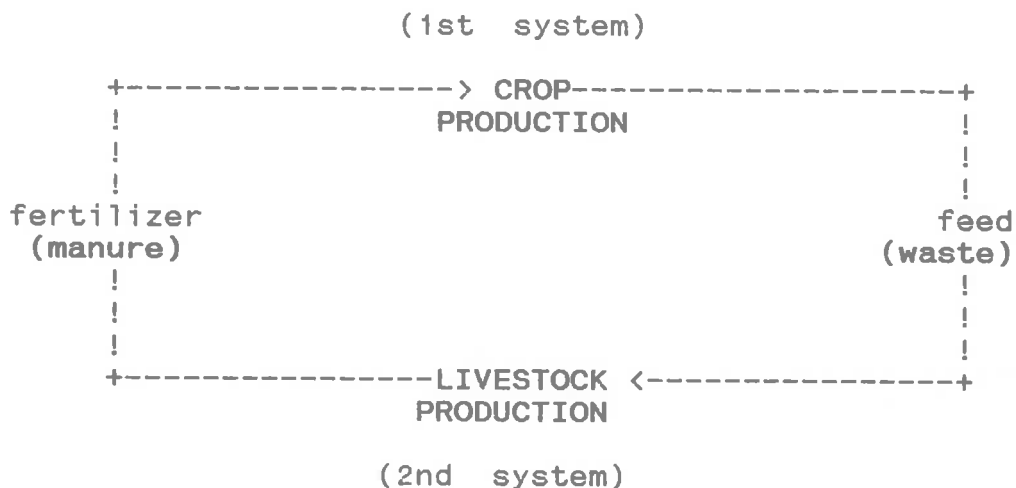 (1st system)
+------------------> CROP--------------------+
PRODUCTION
! !
! !
! !
fertilizer feed
(manure) (waste)
! !
! !
! !
+-----------------LIVESTOCK <----------------+
PRODUCTION
(2nd system)